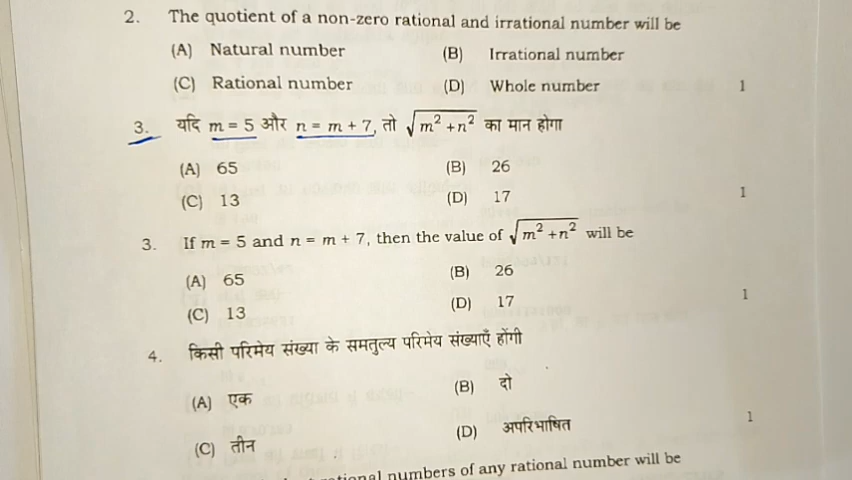 2. The quotient of a non-zero rational and irrational number will be
(A) Natural number (B) Irrational number
(C) Rational number (D) Whole number 1
3. यदि m = 5 और n = m + 7, तो √(m² + n²) का मान होगा
(A) 65 (B) 26
(C) 13 (D) 17 1
3. If m = 5 and n = m + 7, then the value of √(m² + n²) will be
(A) 65 (B) 26
(C) 13 (D) 17 1
4. किसी परिमेय संख्या के समतुल्य परिमेय संख्याएँ होंगी
(A) एक (B) दो
(C) तीन (D) अपरिभाषित 1
numbers of any rational number will be